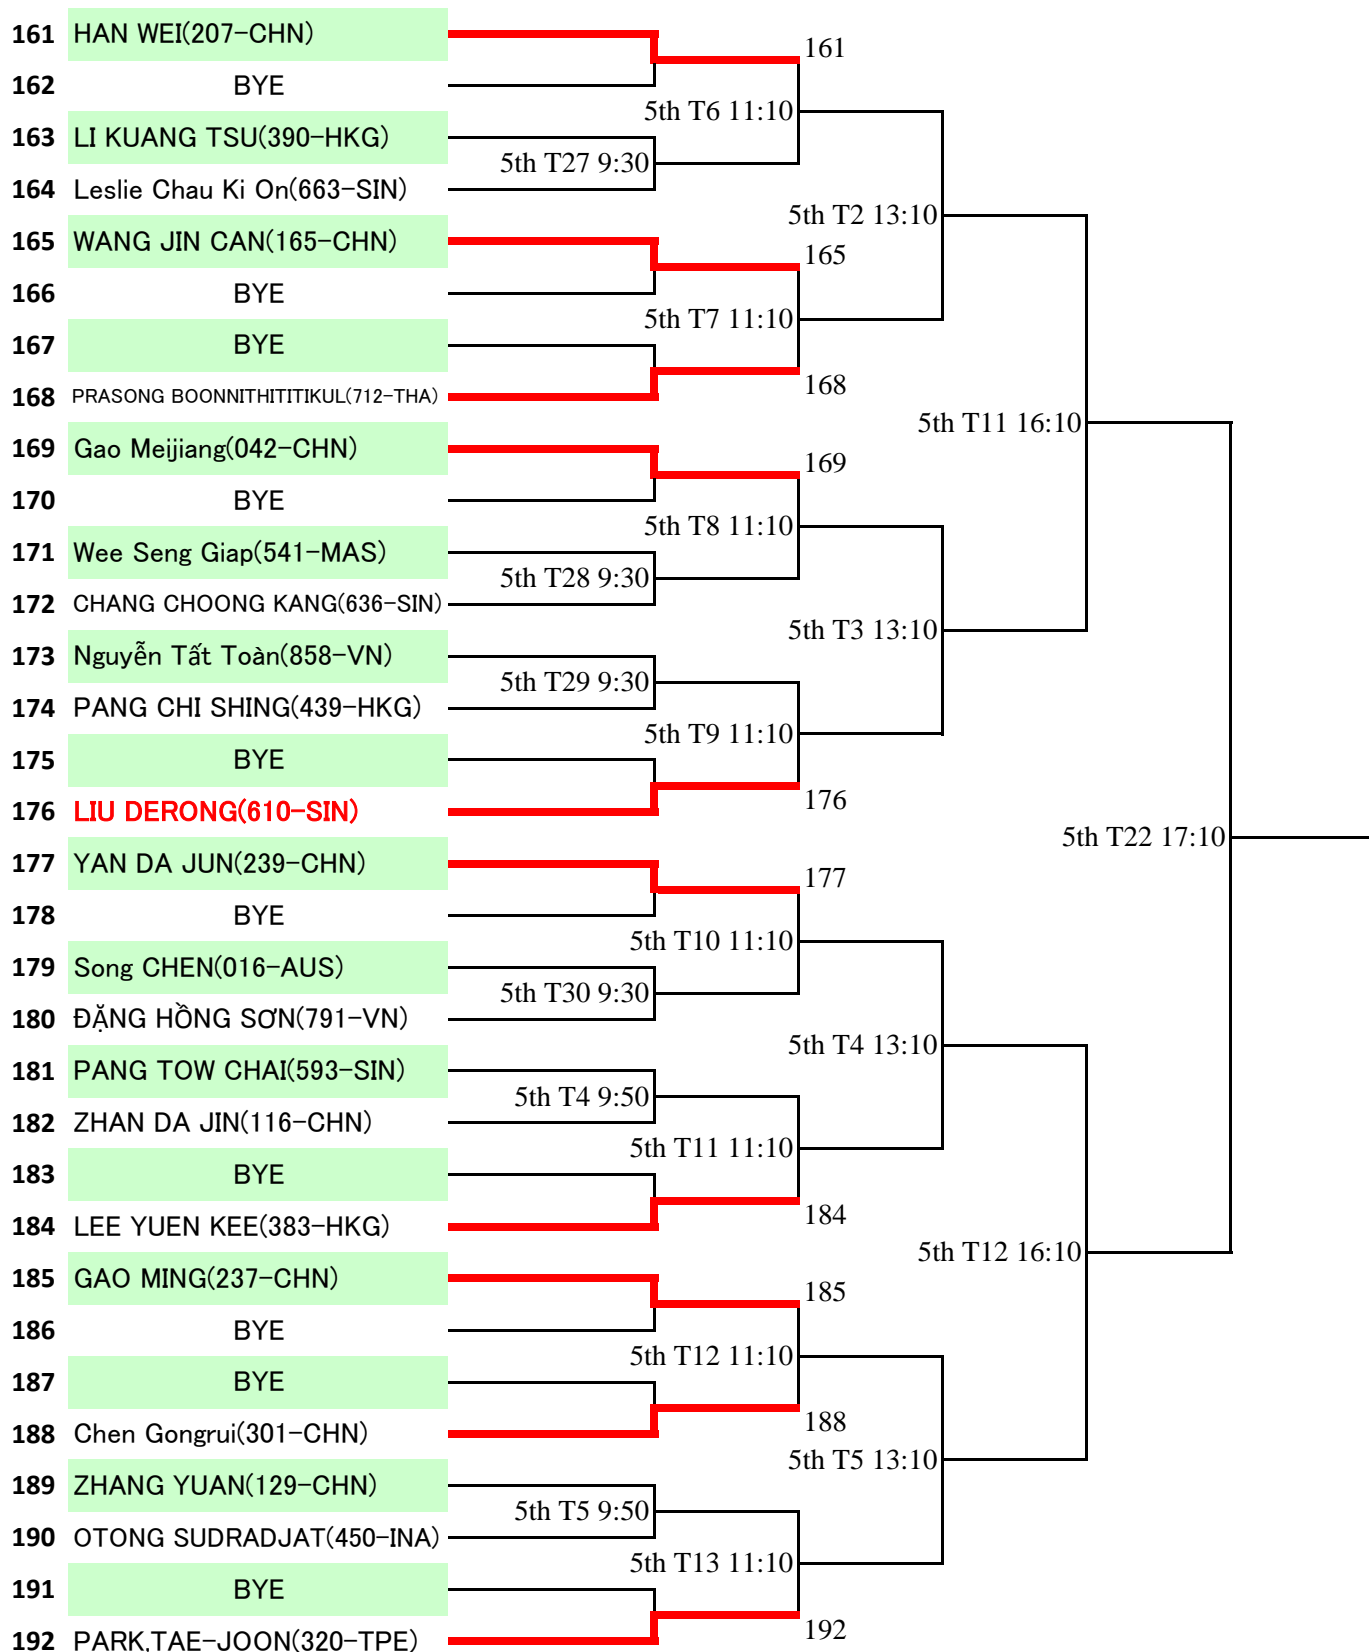 161 HAN WEI(207-CHN)
161
162 BYE
5th T6 11:10
163 LI KUANG TSU(390-HKG)
5th T27 9:30
164 Leslie Chau Ki On(663-SIN)
5th T2 13:10
165 WANG JIN CAN(165-CHN)
165
166 BYE
5th T7 11:10
167 BYE
168
168 PRASONG BOONNITHITITIKUL(712-THA)
5th T11 16:10
169 Gao Meijiang(042-CHN)
169
170 BYE
5th T8 11:10
171 Wee Seng Giap(541-MAS)
5th T28 9:30
172 CHANG CHOONG KANG(636-SIN)
5th T3 13:10
173 Nguyễn Tất Toàn(858-VN)
5th T29 9:30
174 PANG CHI SHING(439-HKG)
5th T9 11:10
175 BYE
176
176 LIU DERONG(610-SIN)
5th T22 17:10
177 YAN DA JUN(239-CHN)
177
178 BYE
5th T10 11:10
179 Song CHEN(016-AUS)
5th T30 9:30
180 ĐẶNG HỒNG SƠN(791-VN)
5th T4 13:10
181 PANG TOW CHAI(593-SIN)
5th T4 9:50
182 ZHAN DA JIN(116-CHN)
5th T11 11:10
183 BYE
184
184 LEE YUEN KEE(383-HKG)
5th T12 16:10
185 GAO MING(237-CHN)
185
186 BYE
5th T12 11:10
187 BYE
188
188 Chen Gongrui(301-CHN)
5th T5 13:10
189 ZHANG YUAN(129-CHN)
5th T5 9:50
190 OTONG SUDRADJAT(450-INA)
5th T13 11:10
191 BYE
192
192 PARK,TAE-JOON(320-TPE)